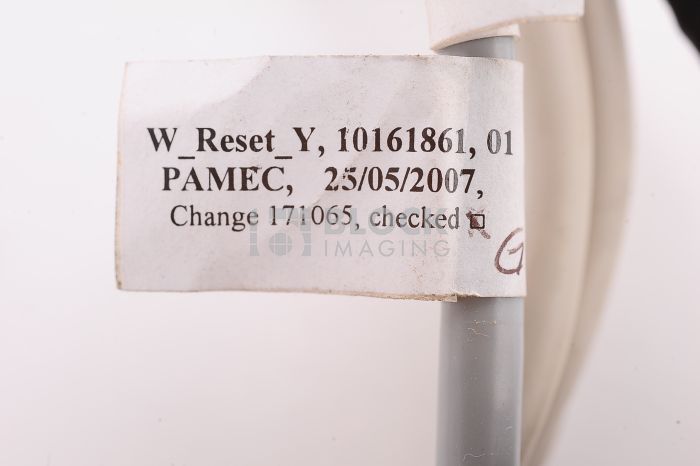 W_Reset_Y, 10161861, 01
PAMEC, 25/05/2007,
Change 171065, checked
BLOCK
IMAGING